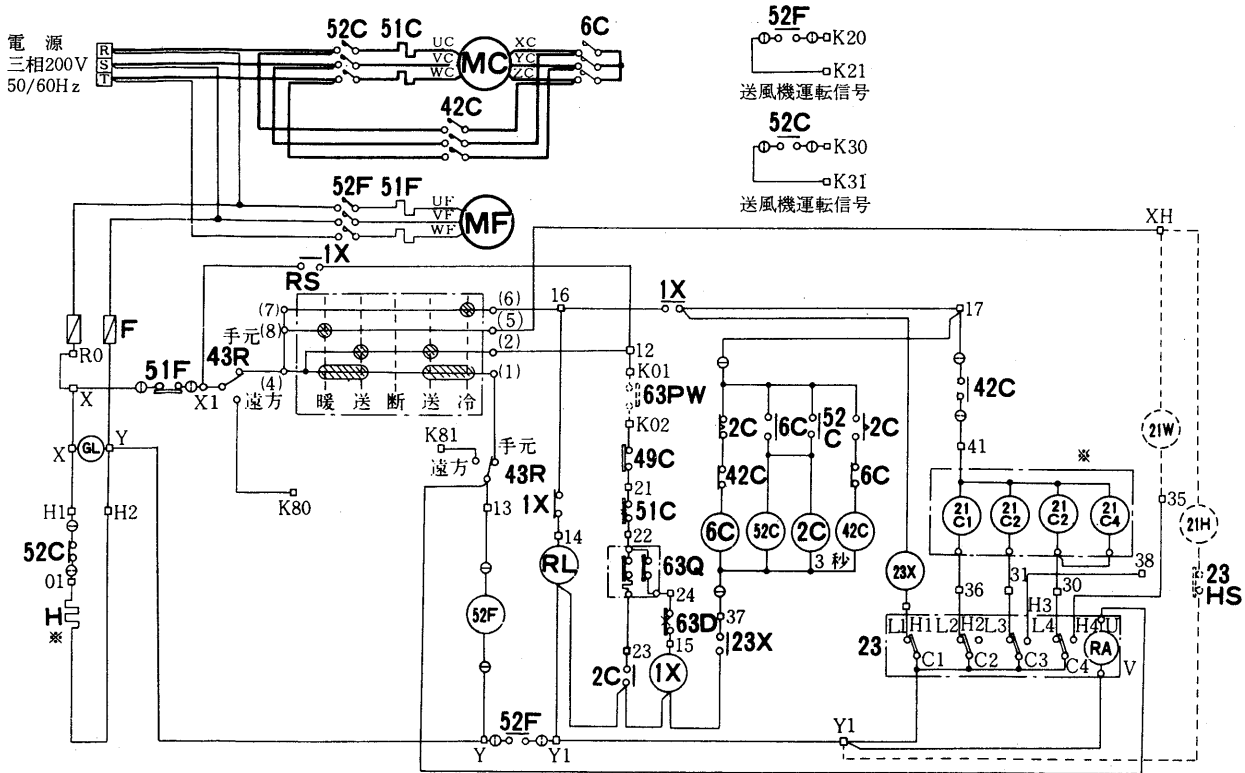 電源
三相200V
50/60Hz
R
S
T
52C 51C
UC
VC
WC
MC
XC
YC
ZC
6C
42C
52F
K20
K21
送風機運転信号
52C
K30
K31
送風機運転信号
52F 51F
UF
VF
WF
MF
XH
1X
RS
F
R0
51F
X
X1
手元
43R
遠方
(7)
(8)
(4)
(6)
(5)
(2)
(1)
暖 送 断 送 冷
16
1X
17
12
K01
63PW
K02
49C
21
51C
22
63Q
24
63D
15
1X
23
2C
X
GL
Y
H1
H2
52C
01
H
※
K80
K81
手元
遠方
43R
13
52F
1X
14
RL
2C
6C
52C
2C
42C
6C
6C
52C
2C
42C
3秒
37
23X
42C
41
※
21C1
21C2
21C2
21C4
23X
36
31
30
38
H3
35
21W
21H
23HS
23
L1
H1
L2
H2
L3
L4
H4
U
RA
V
C1
C2
C3
C4
Y
52F
Y1
Y1